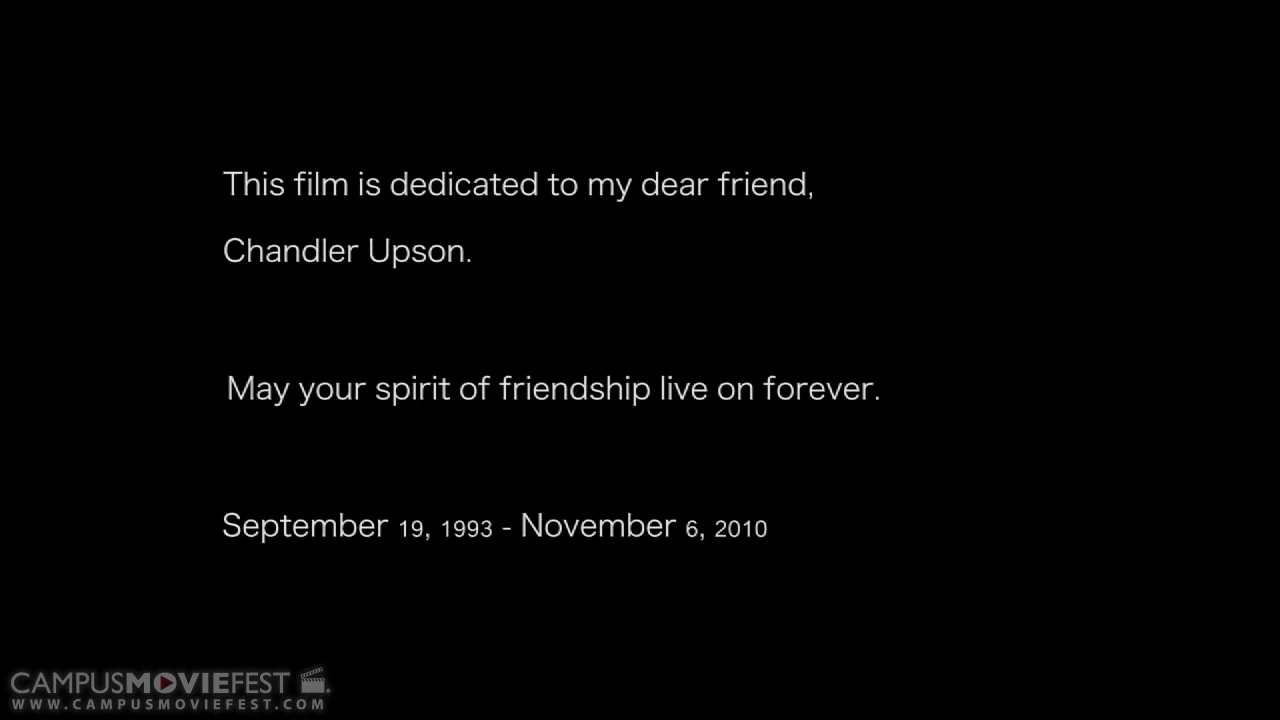 This film is dedicated to my dear friend,
Chandler Upson.
May your spirit of friendship live on forever.
September 19, 1993 - November 6, 2010
CAMPUSMOVIEFEST
WWW.CAMPUSMOVIEFEST.COM